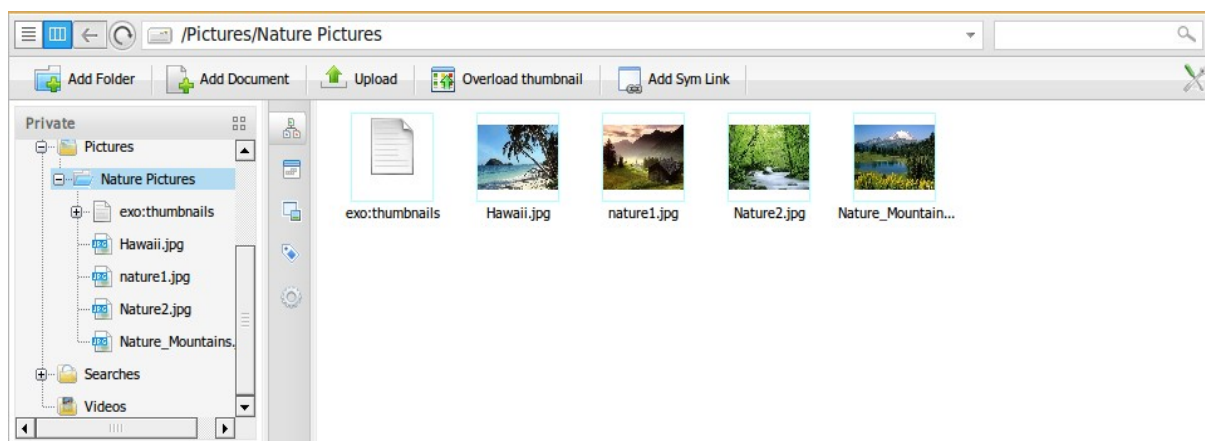 /Pictures/Nature Pictures
Add Folder Add Document Upload Overload thumbnail Add Sym Link
Private
Pictures
Nature Pictures
exo:thumbnails
Hawaii.jpg
nature1.jpg
Nature2.jpg
Nature_Mountains.
Searches
Videos
exo:thumbnails Hawaii.jpg nature1.jpg Nature2.jpg Nature_Mountain...